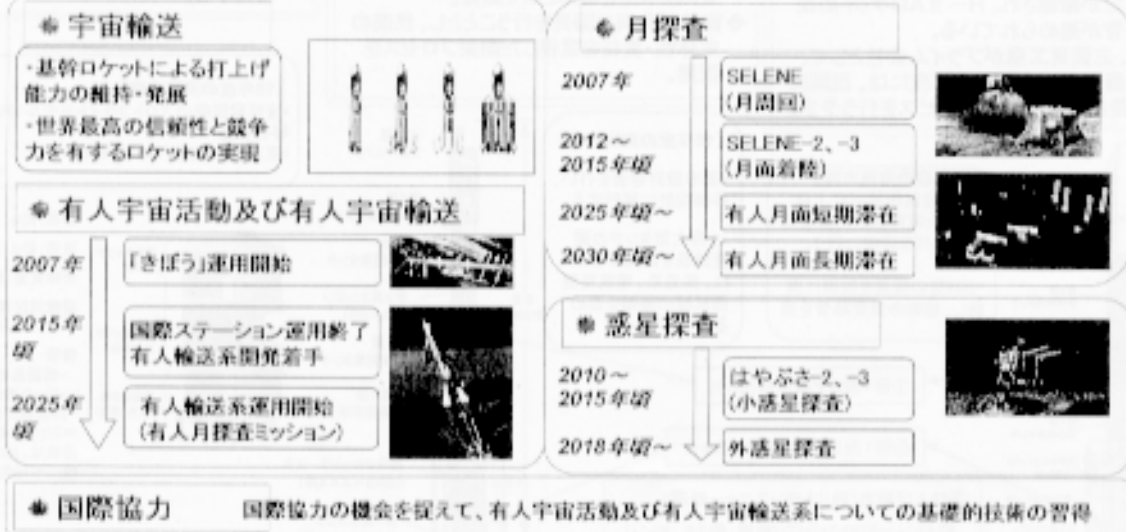 宇宙輸送
・基幹ロケットによる打上げ
能力の維持・発展
・世界最高の信頼性と競争
力を有するロケットの実現
有人宇宙活動及び有人宇宙輸送
2007年
「きぼう」運用開始
2015年
頃
国際ステーション運用終了
有人輸送系開発着手
2025年
頃
有人輸送系運用開始
(有人月探査ミッション)
月探査
2007年
SELENE
(月周回)
2012～
2015年頃
SELENE-2、-3
(月面着陸)
2025年頃～
有人月面短期滞在
2030年頃～
有人月面長期滞在
惑星探査
2010～
2015年頃
はやぶさ-2、-3
(小惑星探査)
2018年頃～
外惑星探査
国際協力
国際協力の機会を捉えて、有人宇宙活動及び有人宇宙輸送系についての基礎的技術の習得